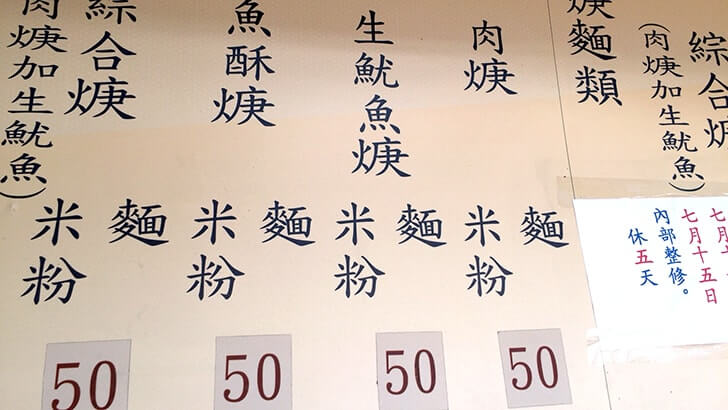 綜合焿
(肉焿加生魷魚)
焿麵類
肉焿
麵
米粉
50
生魷魚焿
麵
米粉
50
魚酥焿
麵
米粉
50
綜合焿
肉焿加生魷魚)
麵
米粉
50
七月
七月十五日
內部整修。
休五天